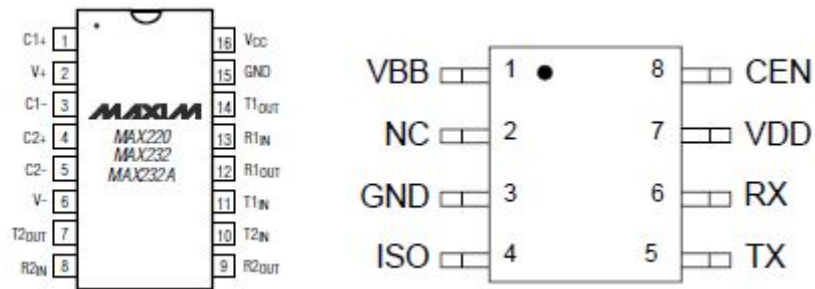 C1+ 1 16 VCC
V+ 2 15 GND
C1- 3 14 T1OUT
C2+ 4 13 R1IN
C2- 5 12 R1OUT
V- 6 11 T1IN
T2OUT 7 10 T2IN
R2IN 8 9 R2OUT
MAXIM
MAX220
MAX232
MAX232A
VBB 1 8 CEN
NC 2 7 VDD
GND 3 6 RX
ISO 4 5 TX